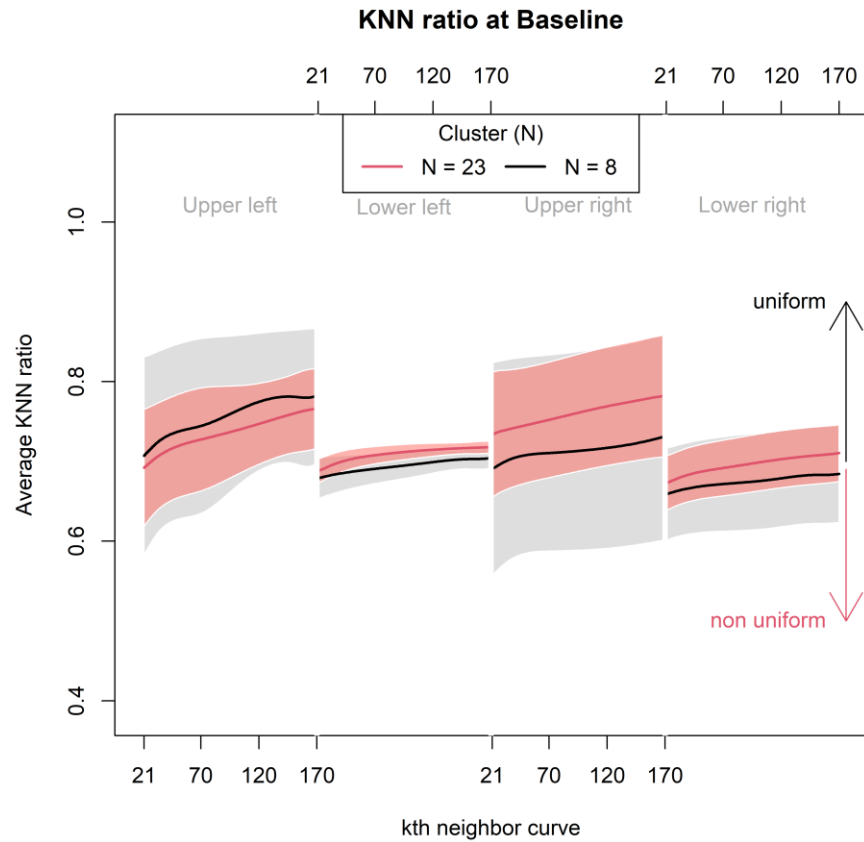 KNN ratio at Baseline
21 70 120 170 21 70 120 170
Cluster (N)
N = 23 N = 8
Upper left Lower left Upper right Lower right
1.0
uniform
0.8
Average KNN ratio
0.6
non uniform
0.4
21 70 120 170 21 70 120 170
kth neighbor curve